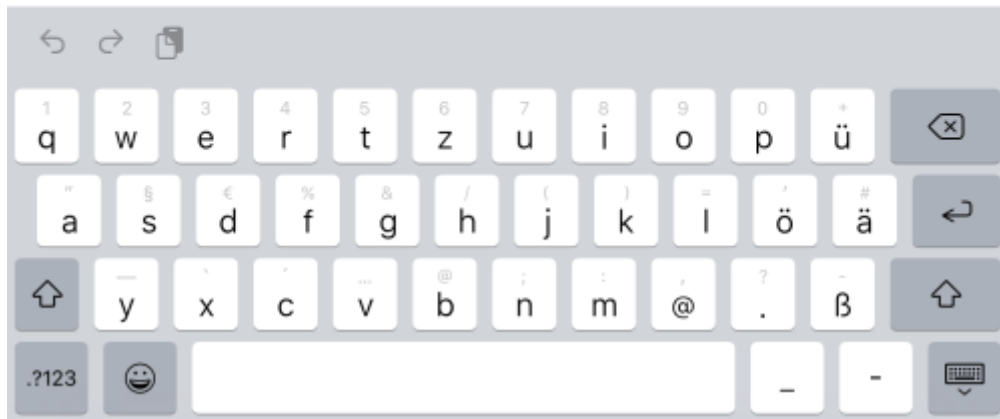 1 2 3 4 5 6 7 8 9 0 +
q w e r t z u i o p ü
" § € % & / ( ) = ' #
a s d f g h j k l ö ä
— ` ´ ... @ ; : , ? -
y x c v b n m @ . ß
.?123 _ -